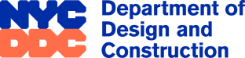 NYC
DDC
Department of
Design and
Construction